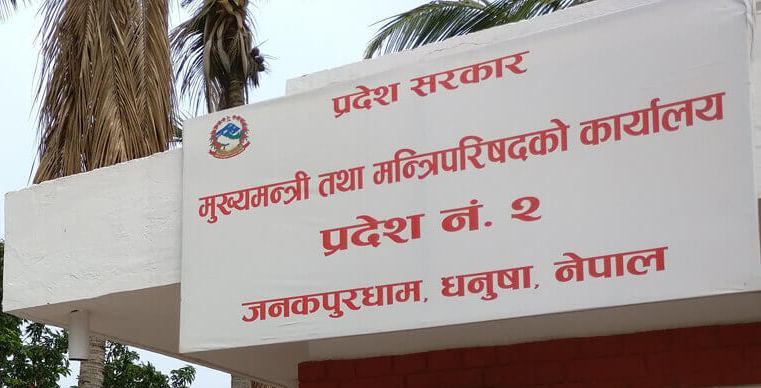 प्रदेश सरकार
मुख्यमन्त्री तथा मन्त्रिपरिषदको कार्यालय
प्रदेश नं. २
जनकपुरधाम, धनुषा, नेपाल